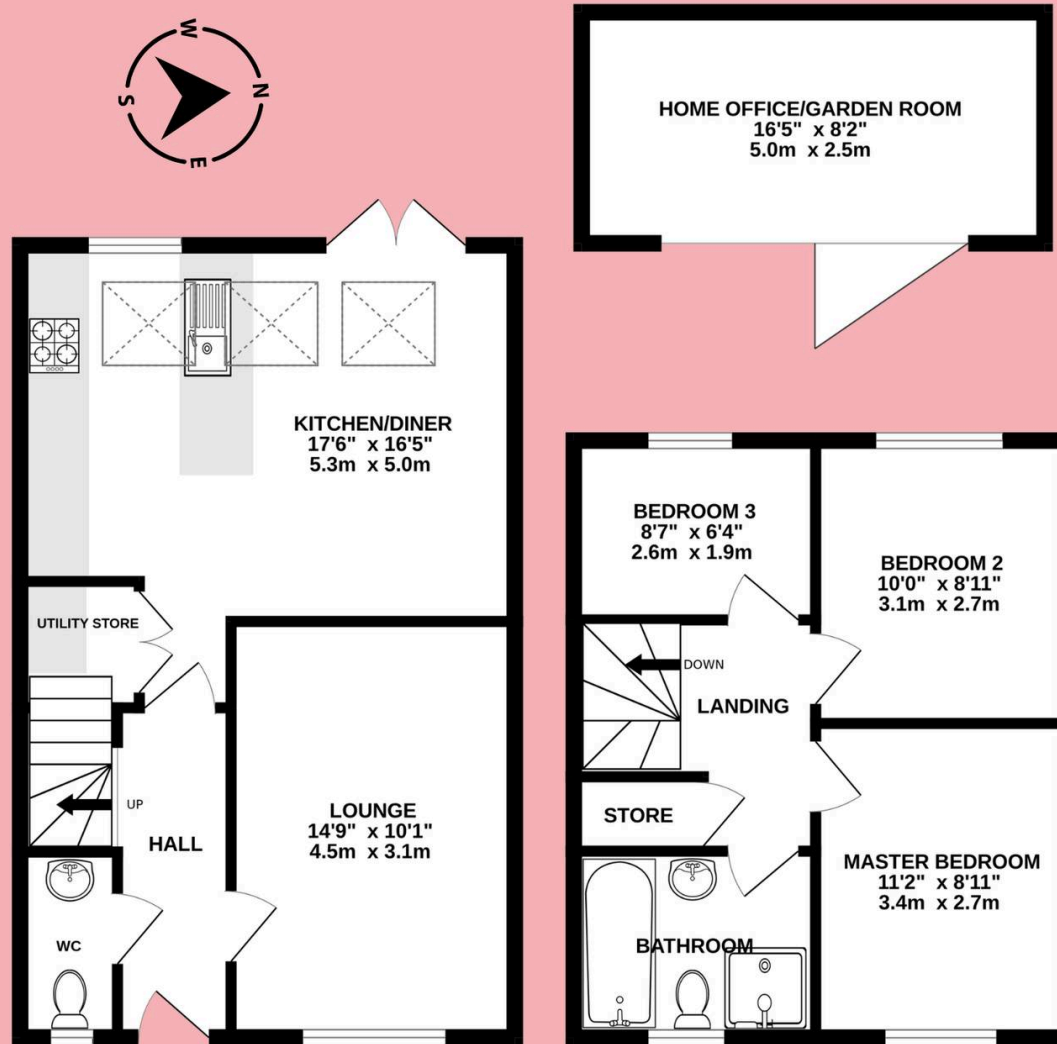 W
N
S
E
HOME OFFICE/GARDEN ROOM
16'5" x 8'2"
5.0m x 2.5m
KITCHEN/DINER
17'6" x 16'5"
5.3m x 5.0m
UTILITY STORE
UP
HALL
LOUNGE
14'9" x 10'1"
4.5m x 3.1m
WC
BEDROOM 3
8'7" x 6'4"
2.6m x 1.9m
BEDROOM 2
10'0" x 8'11"
3.1m x 2.7m
DOWN
LANDING
STORE
MASTER BEDROOM
11'2" x 8'11"
3.4m x 2.7m
BATHROOM